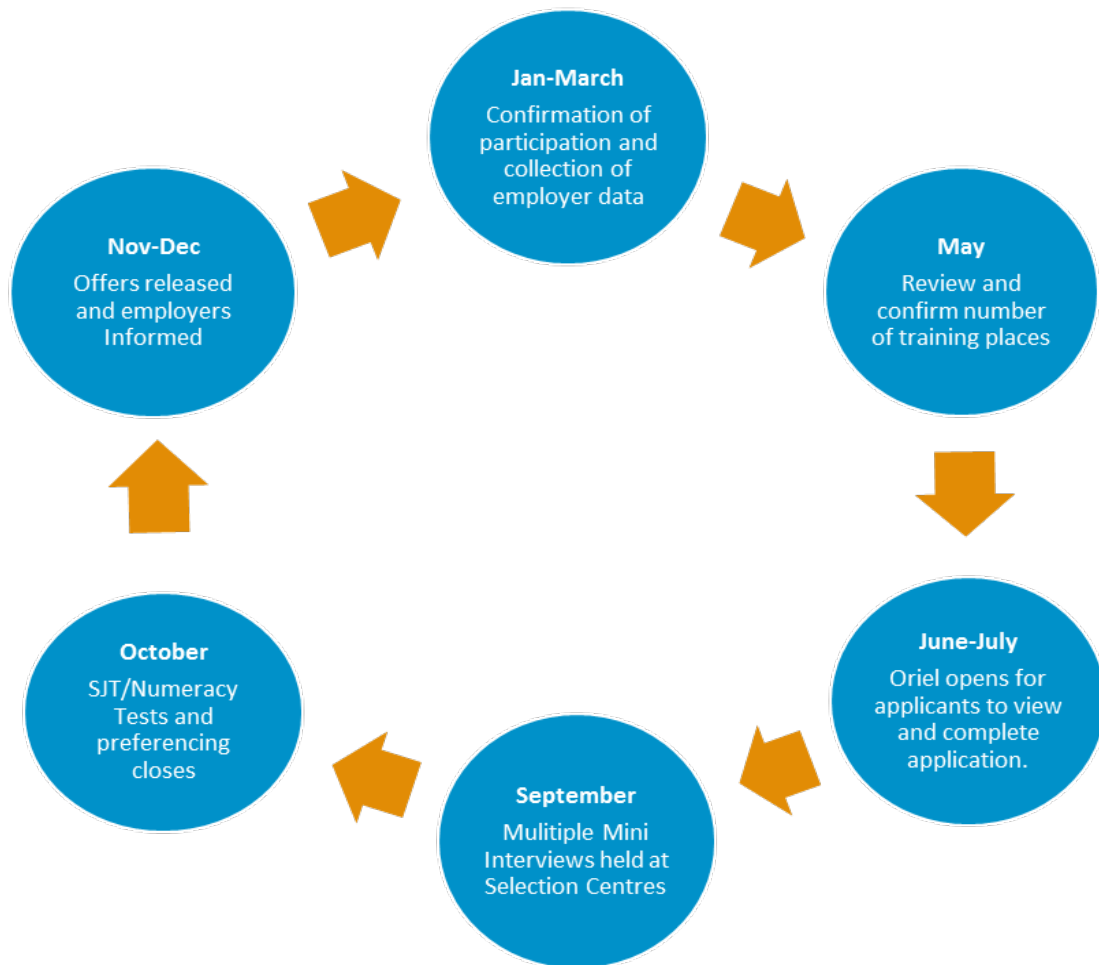 Jan-March
Confirmation of
participation and
collection of
employer data
May
Review and
confirm number
of training places
June-July
Oriel opens for
applicants to view
and complete
application.
September
Mulitiple Mini
Interviews held at
Selection Centres
October
SJT/Numeracy
Tests and
preferencing
closes
Nov-Dec
Offers released
and employers
Informed